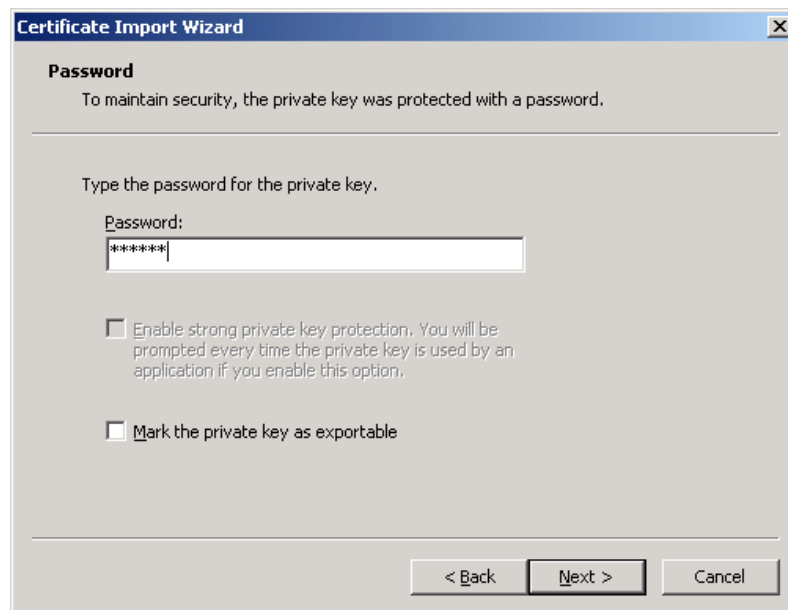 Certificate Import Wizard
Password
To maintain security, the private key was protected with a password.
Type the password for the private key.
Password:
******
Enable strong private key protection. You will be
prompted every time the private key is used by an
application if you enable this option.
Mark the private key as exportable
< Back Next > Cancel